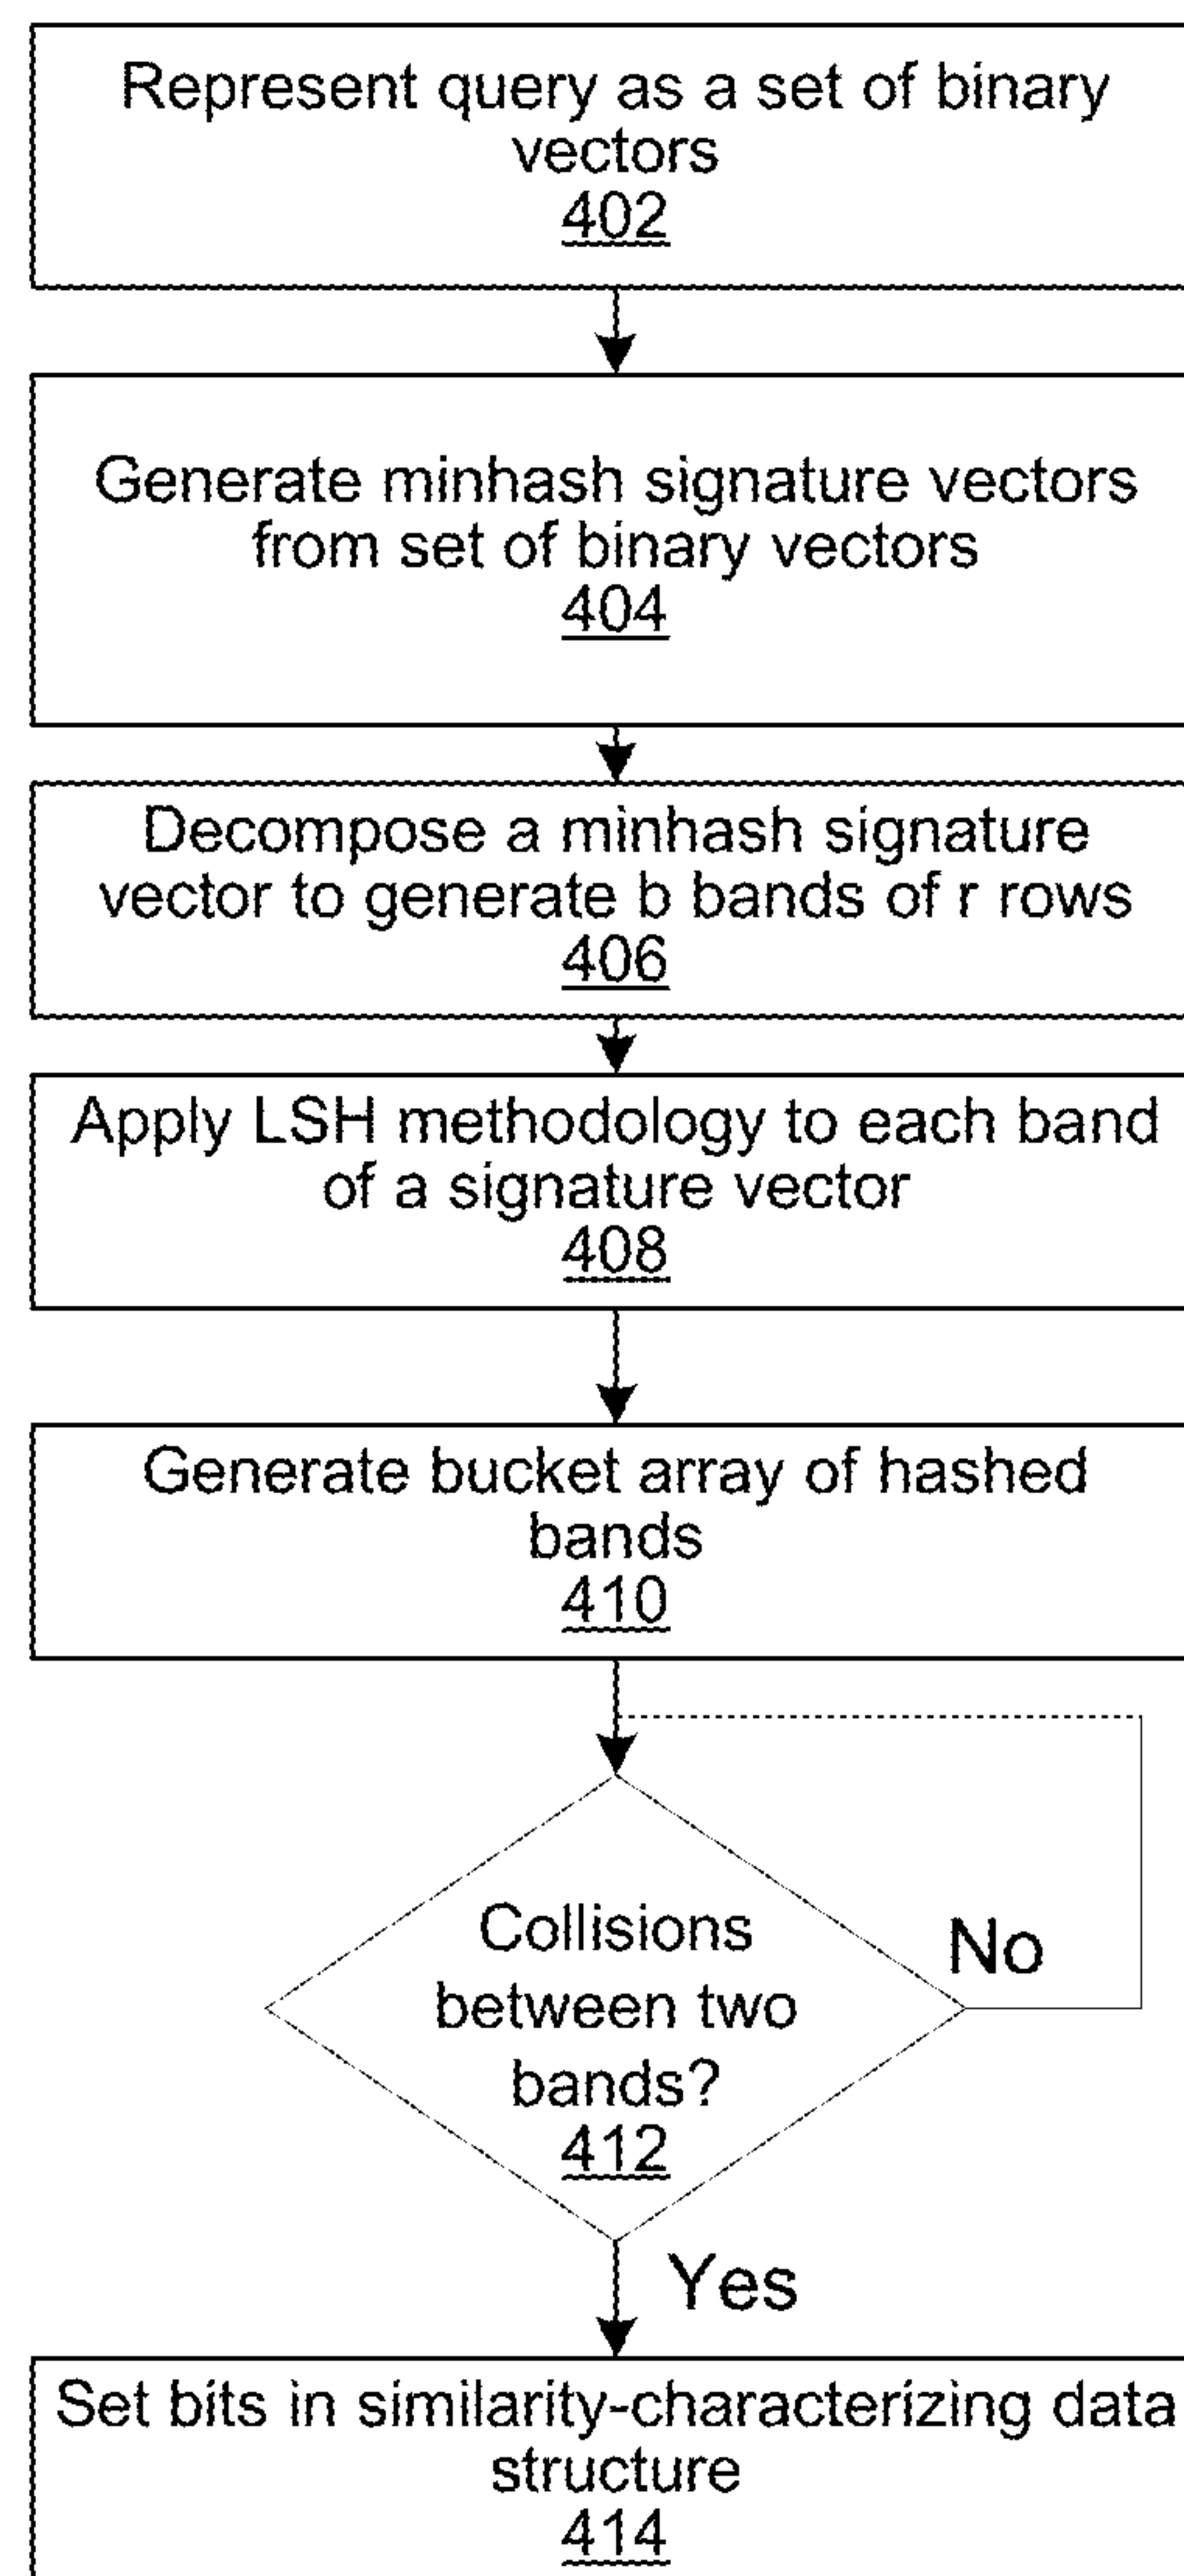 Represent query as a set of binary
vectors
402
Generate minhash signature vectors
from set of binary vectors
404
Decompose a minhash signature
vector to generate b bands of r rows
406
Apply LSH methodology to each band
of a signature vector
408
Generate bucket array of hashed
bands
410
Collisions
between two
bands?
412
No
Yes
Set bits in similarity-characterizing data
structure
414